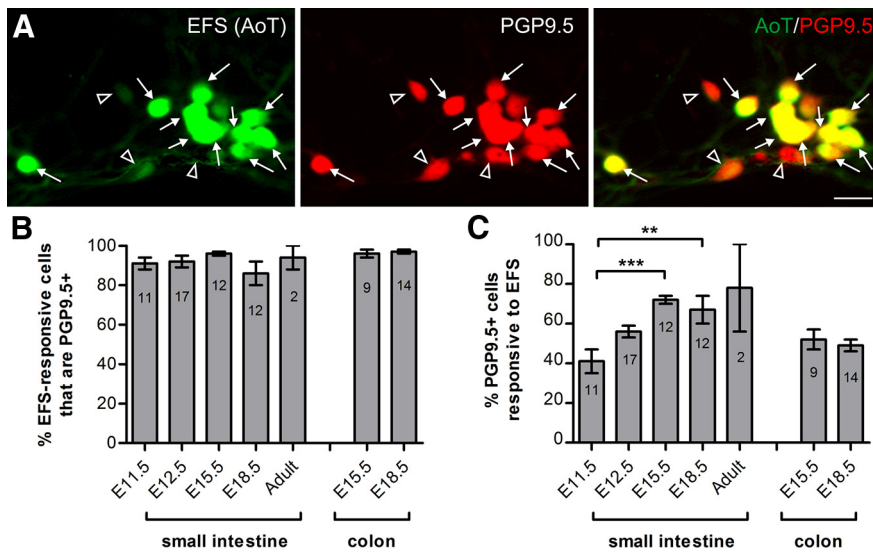 A
EFS (AoT)
PGP9.5
AoT/PGP9.5
B
% EFS-responsive cells
that are PGP9.5+
100
80
60
40
20
0
11
17
12
12
2
9
14
E11.5
E12.5
E15.5
E18.5
Adult
E15.5
E18.5
small intestine
colon
C
% PGP9.5+ cells
responsive to EFS
100
80
60
40
20
0
**
***
11
17
12
12
2
9
14
E11.5
E12.5
E15.5
E18.5
Adult
E15.5
E18.5
small intestine
colon